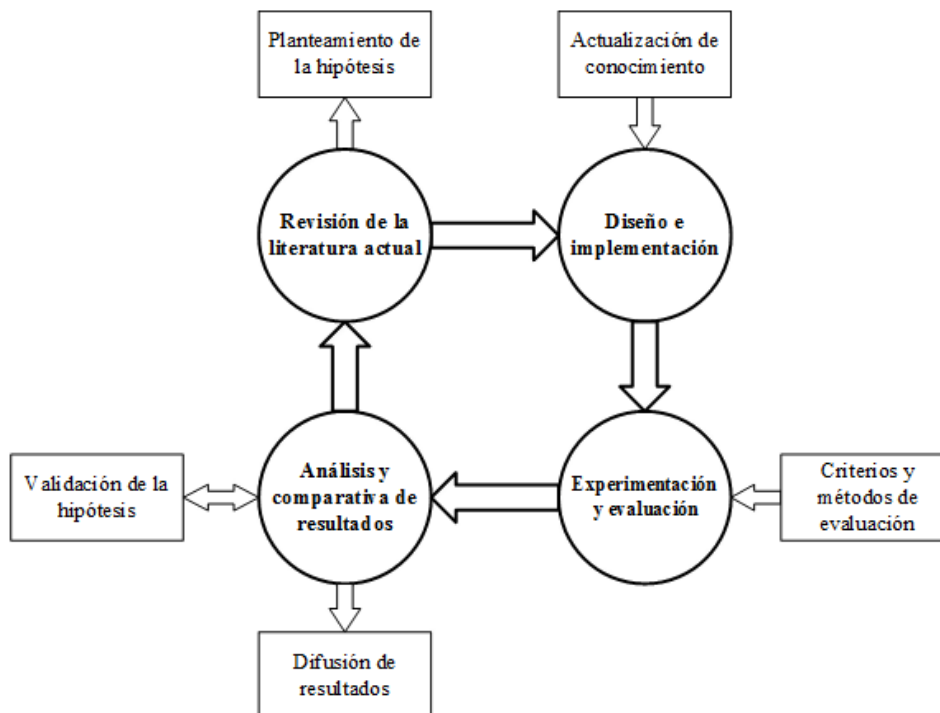 Planteamiento de
la hipótesis
Actualización de
conocimiento
Revisión de la
literatura actual
Diseño e
implementación
Validación de la
hipótesis
Análisis y
comparativa de
resultados
Experimentación
y evaluación
Criterios y
métodos de
evaluación
Difusión de
resultados